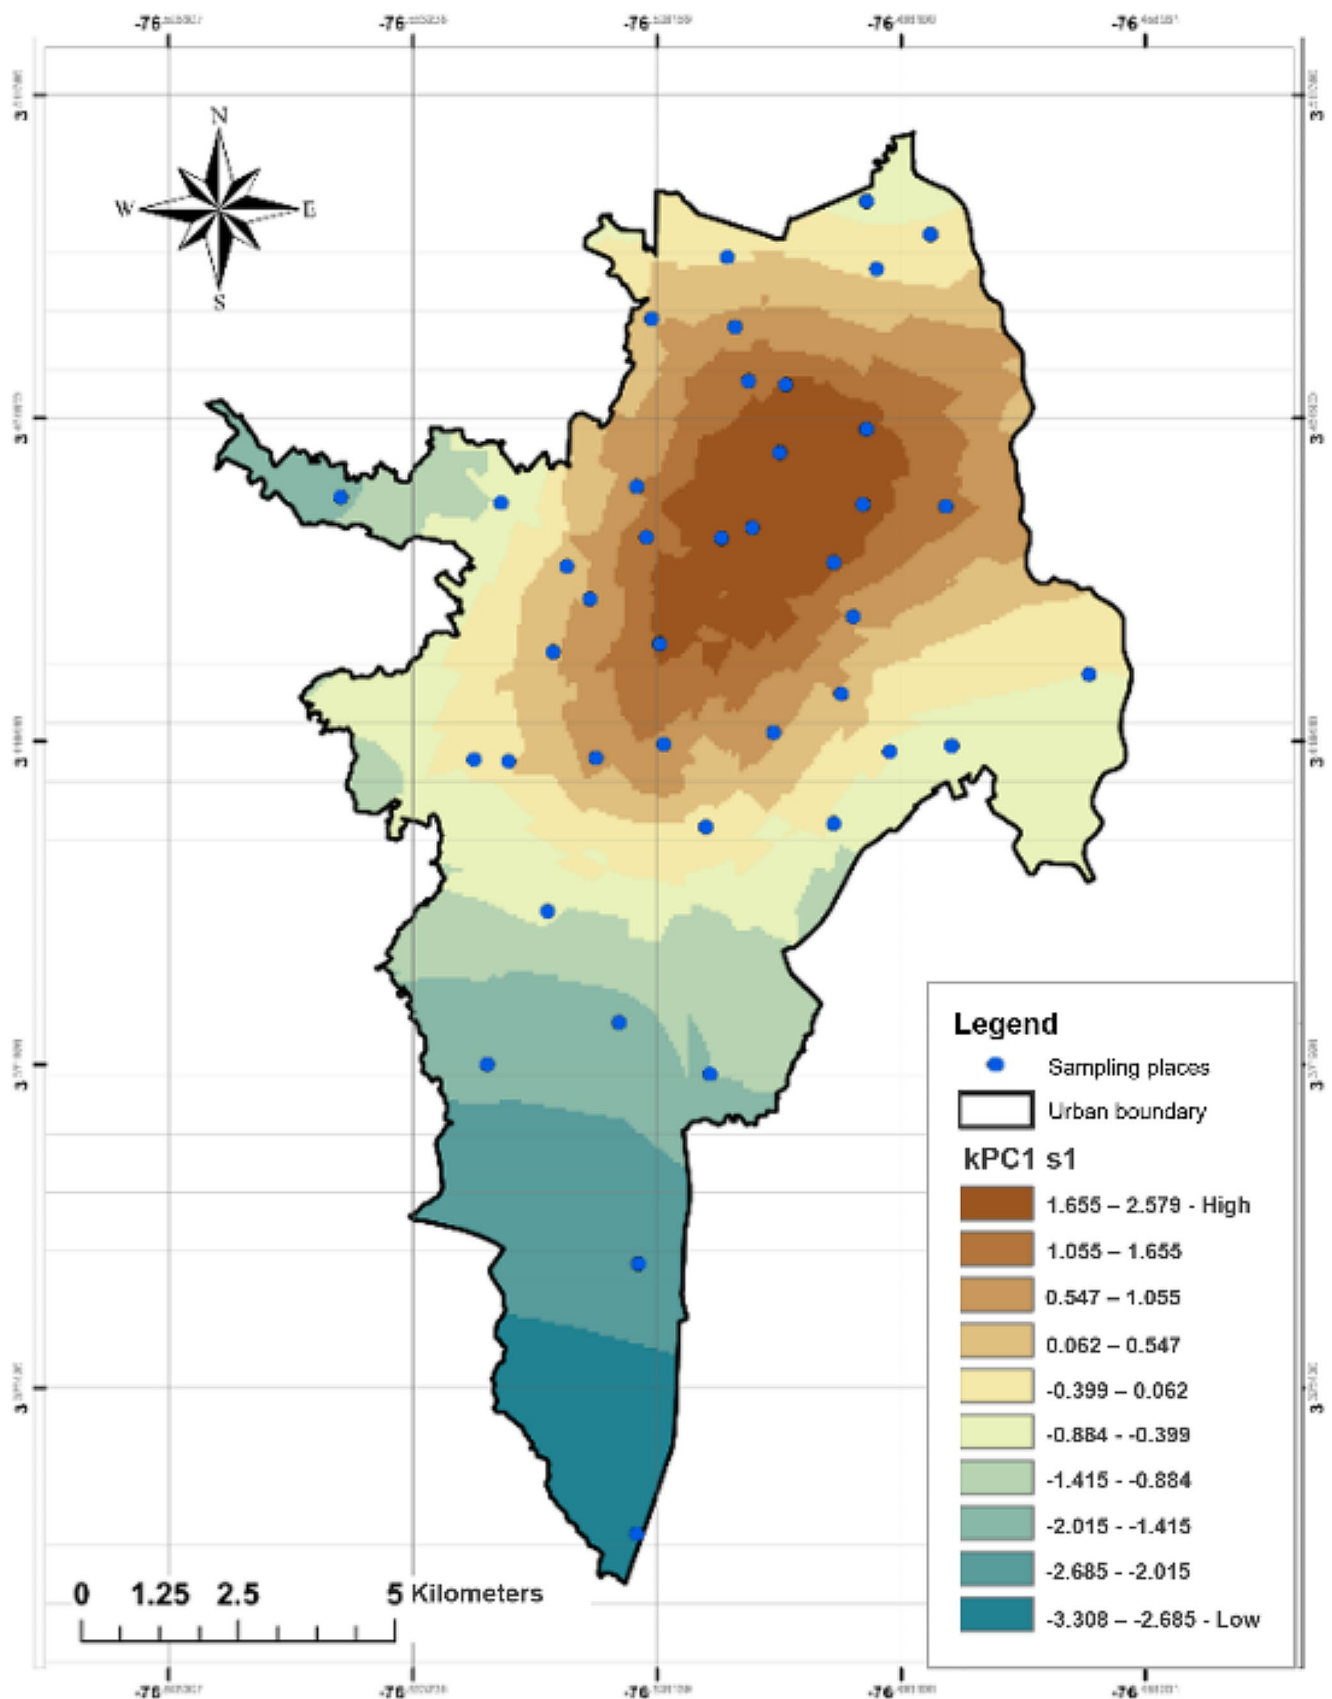 -76 -76 -76 -76 -76
N
W E
S
Legend
Sampling places
Urban boundary
kPC1 s1
1.655 – 2.579 - High
1.055 – 1.655
0.547 – 1.055
0.062 – 0.547
-0.399 – 0.062
-0.884 - -0.399
-1.415 - -0.884
-2.015 - -1.415
-2.685 - -2.015
-3.308 – -2.685 - Low
0 1.25 2.5 5 Kilometers
-76 -76 -76 -76 -76